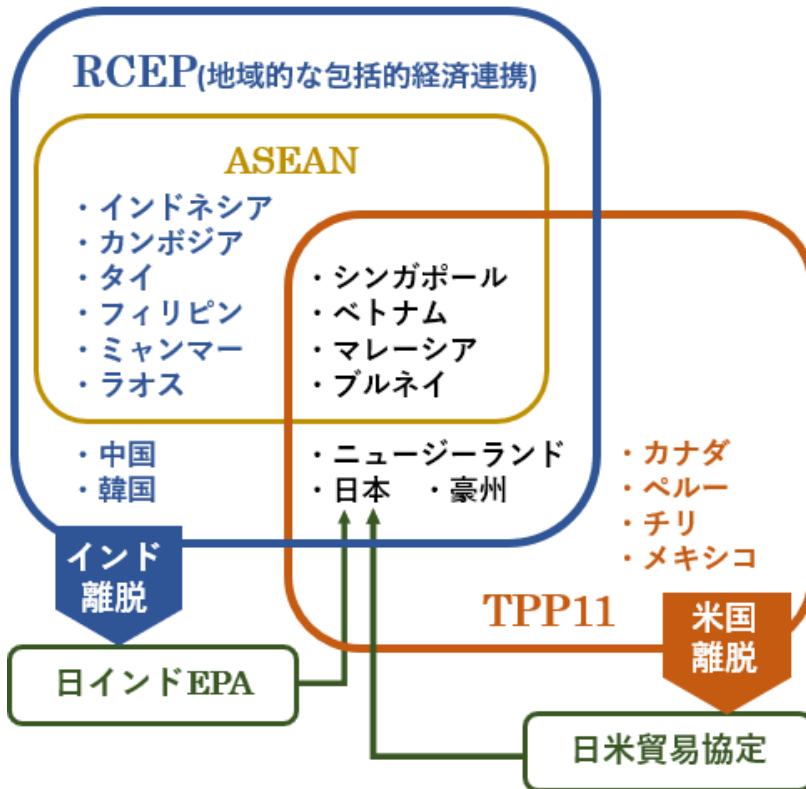 RCEP(地域的な包括的経済連携)
ASEAN
・インドネシア
・カンボジア
・タイ
・フィリピン
・ミャンマー
・ラオス
・シンガポール
・ベトナム
・マレーシア
・ブルネイ
・中国
・韓国
・ニュージーランド
・日本 ・豪州
・カナダ
・ペルー
・チリ
・メキシコ
インド
離脱
TPP11
米国
離脱
日インドEPA
日米貿易協定